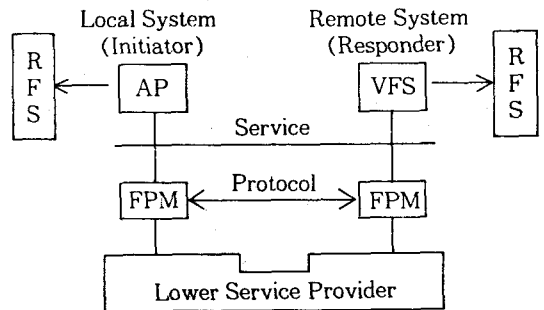 Local System
(Initiator)
Remote System
(Responder)
R
F
S
AP
VFS
R
F
S
Service
FPM
Protocol
FPM
Lower Service Provider